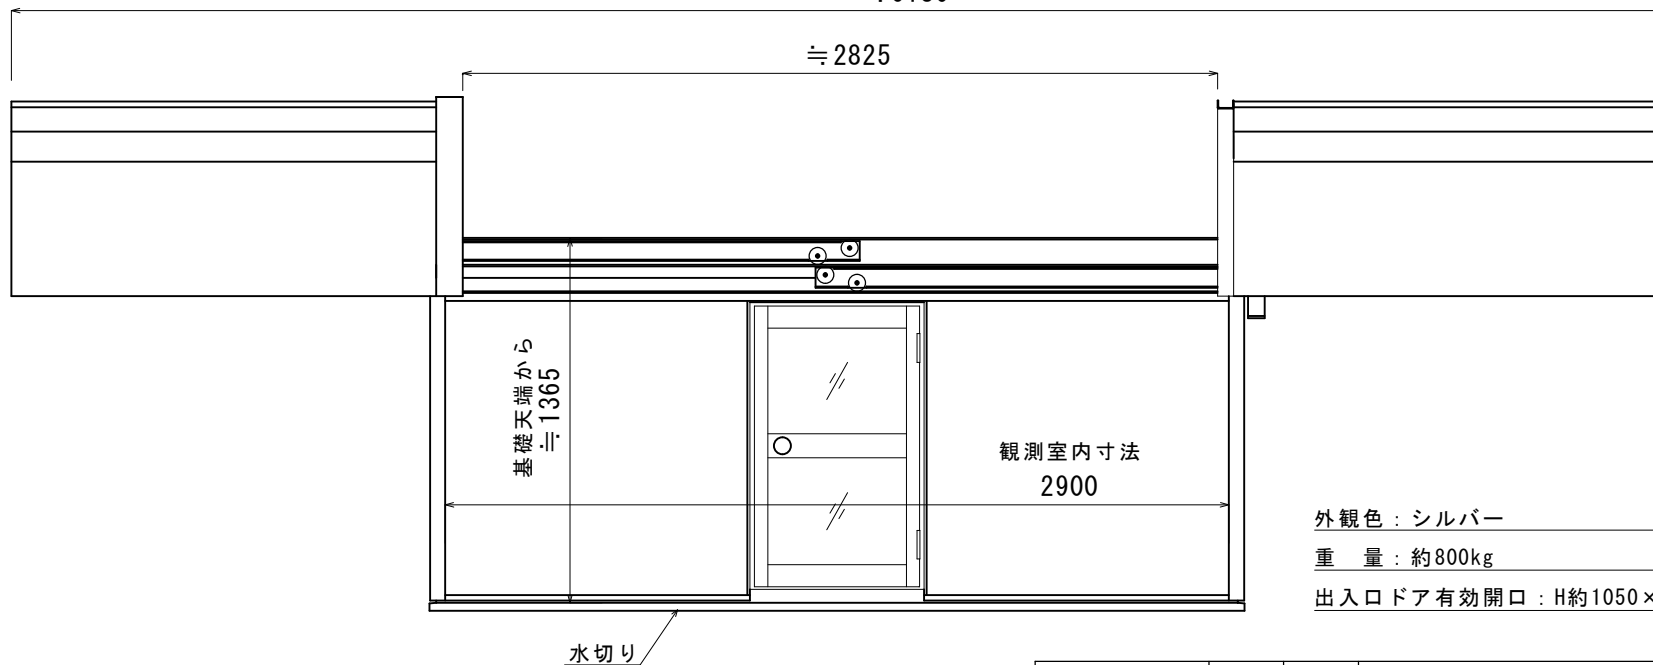 ≒2825
基礎天端から
≒1365
観測室内寸法
2900
外観色：シルバー
重　量：約800kg
出入口ドア有効開口：H約1050×
水切り